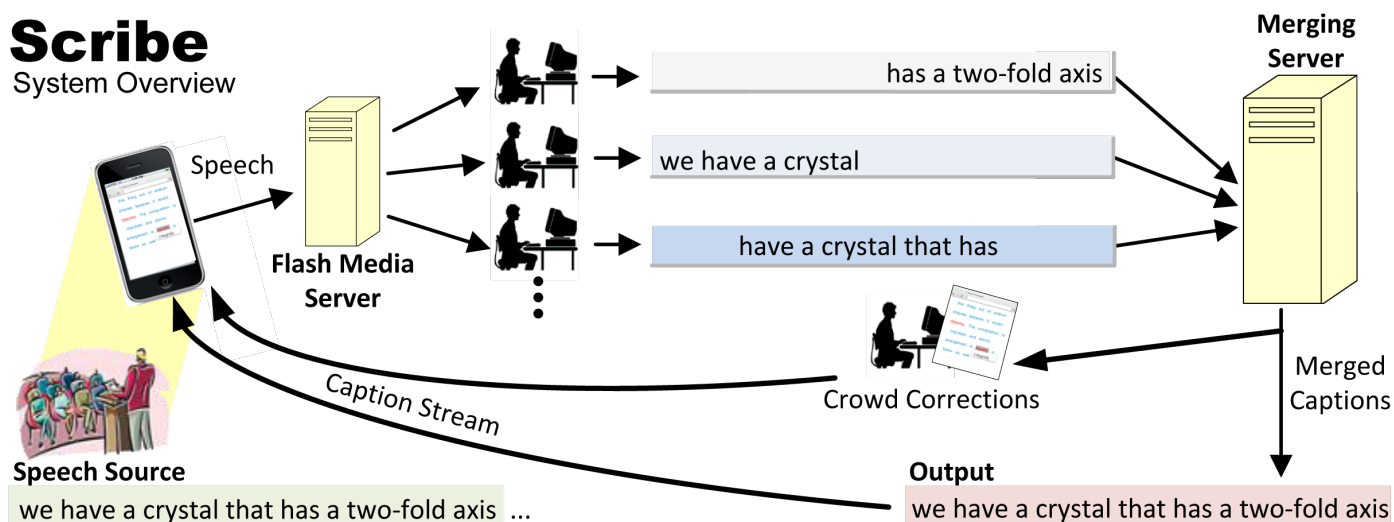 Scribe
System Overview
Speech
Flash Media
Server
has a two-fold axis
we have a crystal
have a crystal that has
Merging
Server
Crowd Corrections
Merged
Captions
Caption Stream
Speech Source
we have a crystal that has a two-fold axis ...
Output
we have a crystal that has a two-fold axis